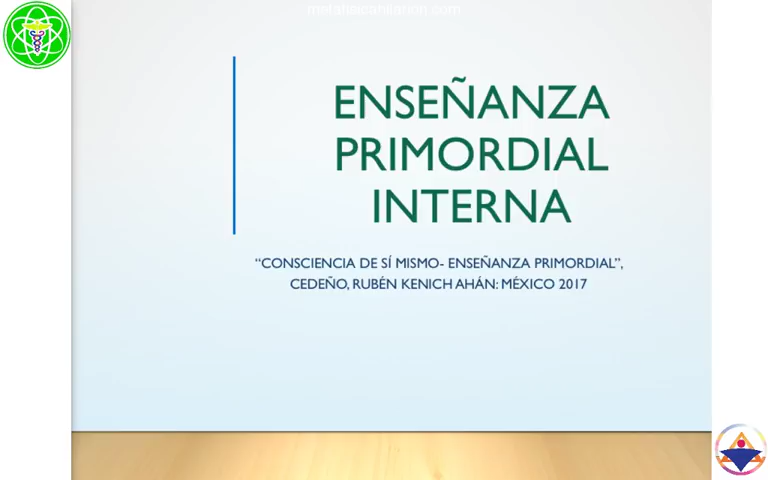 ENSEÑANZA
PRIMORDIAL
INTERNA
“CONSCIENCIA DE SÍ MISMO- ENSEÑANZA PRIMORDIAL”,
CEDEÑO, RUBÉN KENICH AHÁN: MÉXICO 2017